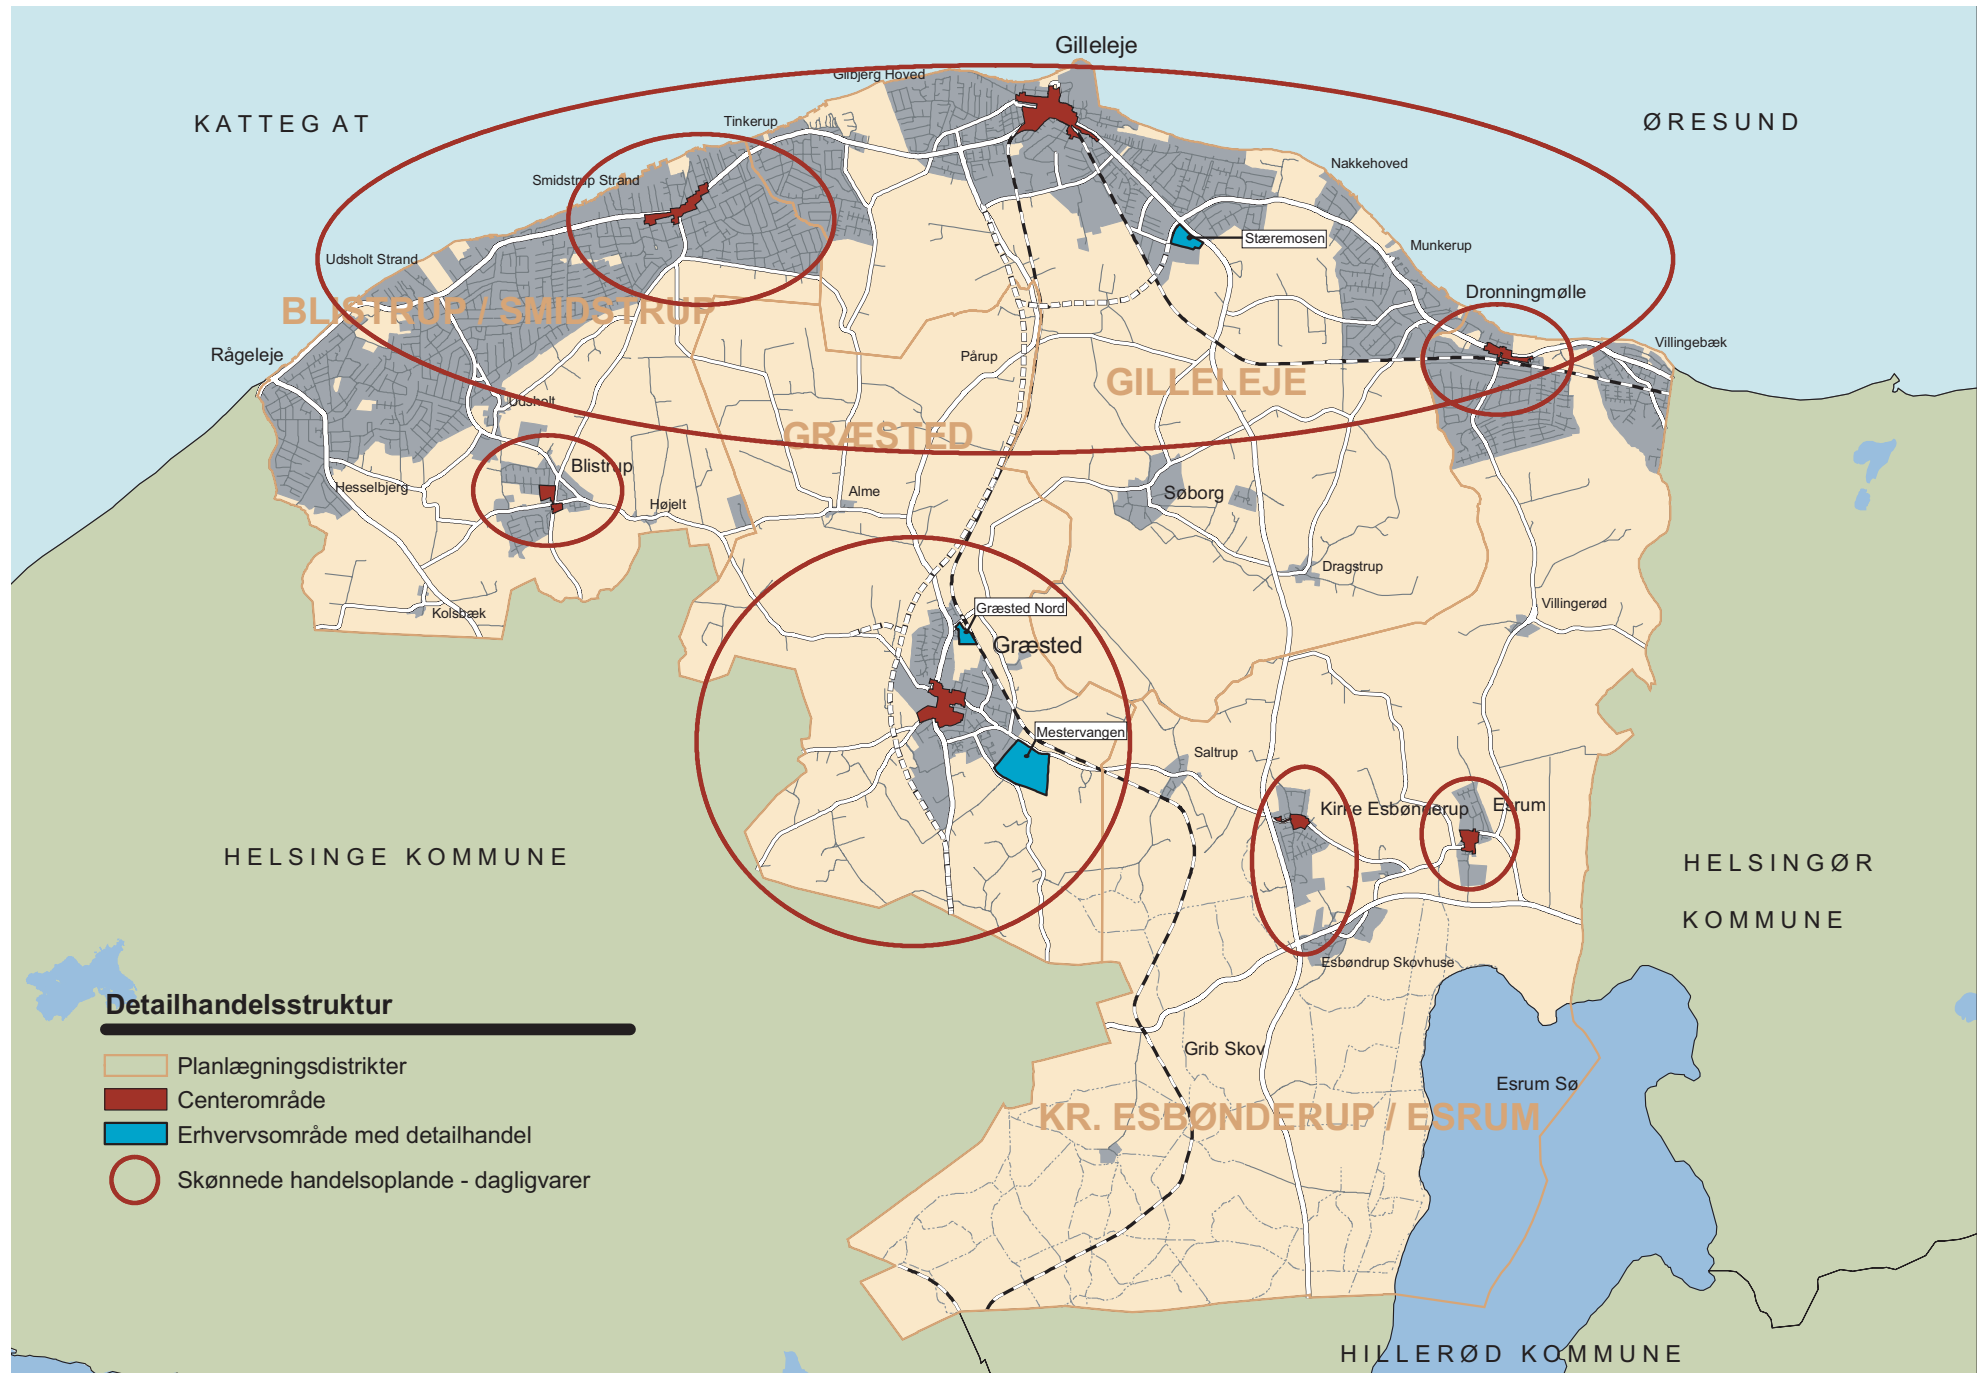 Gilleleje
Gilbjerg Hoved
KATTEGAT
Tinkerup
ØRESUND
Nakkehoved
Smidstrup Strand
Stæremosen
Munkerup
Udsholt Strand
Dronningmølle
BLISTRUP / SMIDSTRUP
Villingebæk
Rågeleje
Pårup
GILLELEJE
Udsholt
GRÆSTED
Blistrup
Hesselbjerg
Alme
Søborg
Højelt
Dragstrup
Kolsbæk
Græsted Nord
Villingerød
Græsted
Mestervangen
Saltrup
Kirke Esbønderup
Esrum
HELSINGE KOMMUNE
HELSINGØR
KOMMUNE
Esbøndrup Skovhuse
Detailhandelsstruktur
Planlægningsdistrikter
Centerområde
Erhvervsområde med detailhandel
Skønnede handelsoplande - dagligvarer
Grib Skov
Esrum Sø
KR. ESBØNDERUP / ESRUM
HILLERØD KOMMUNE